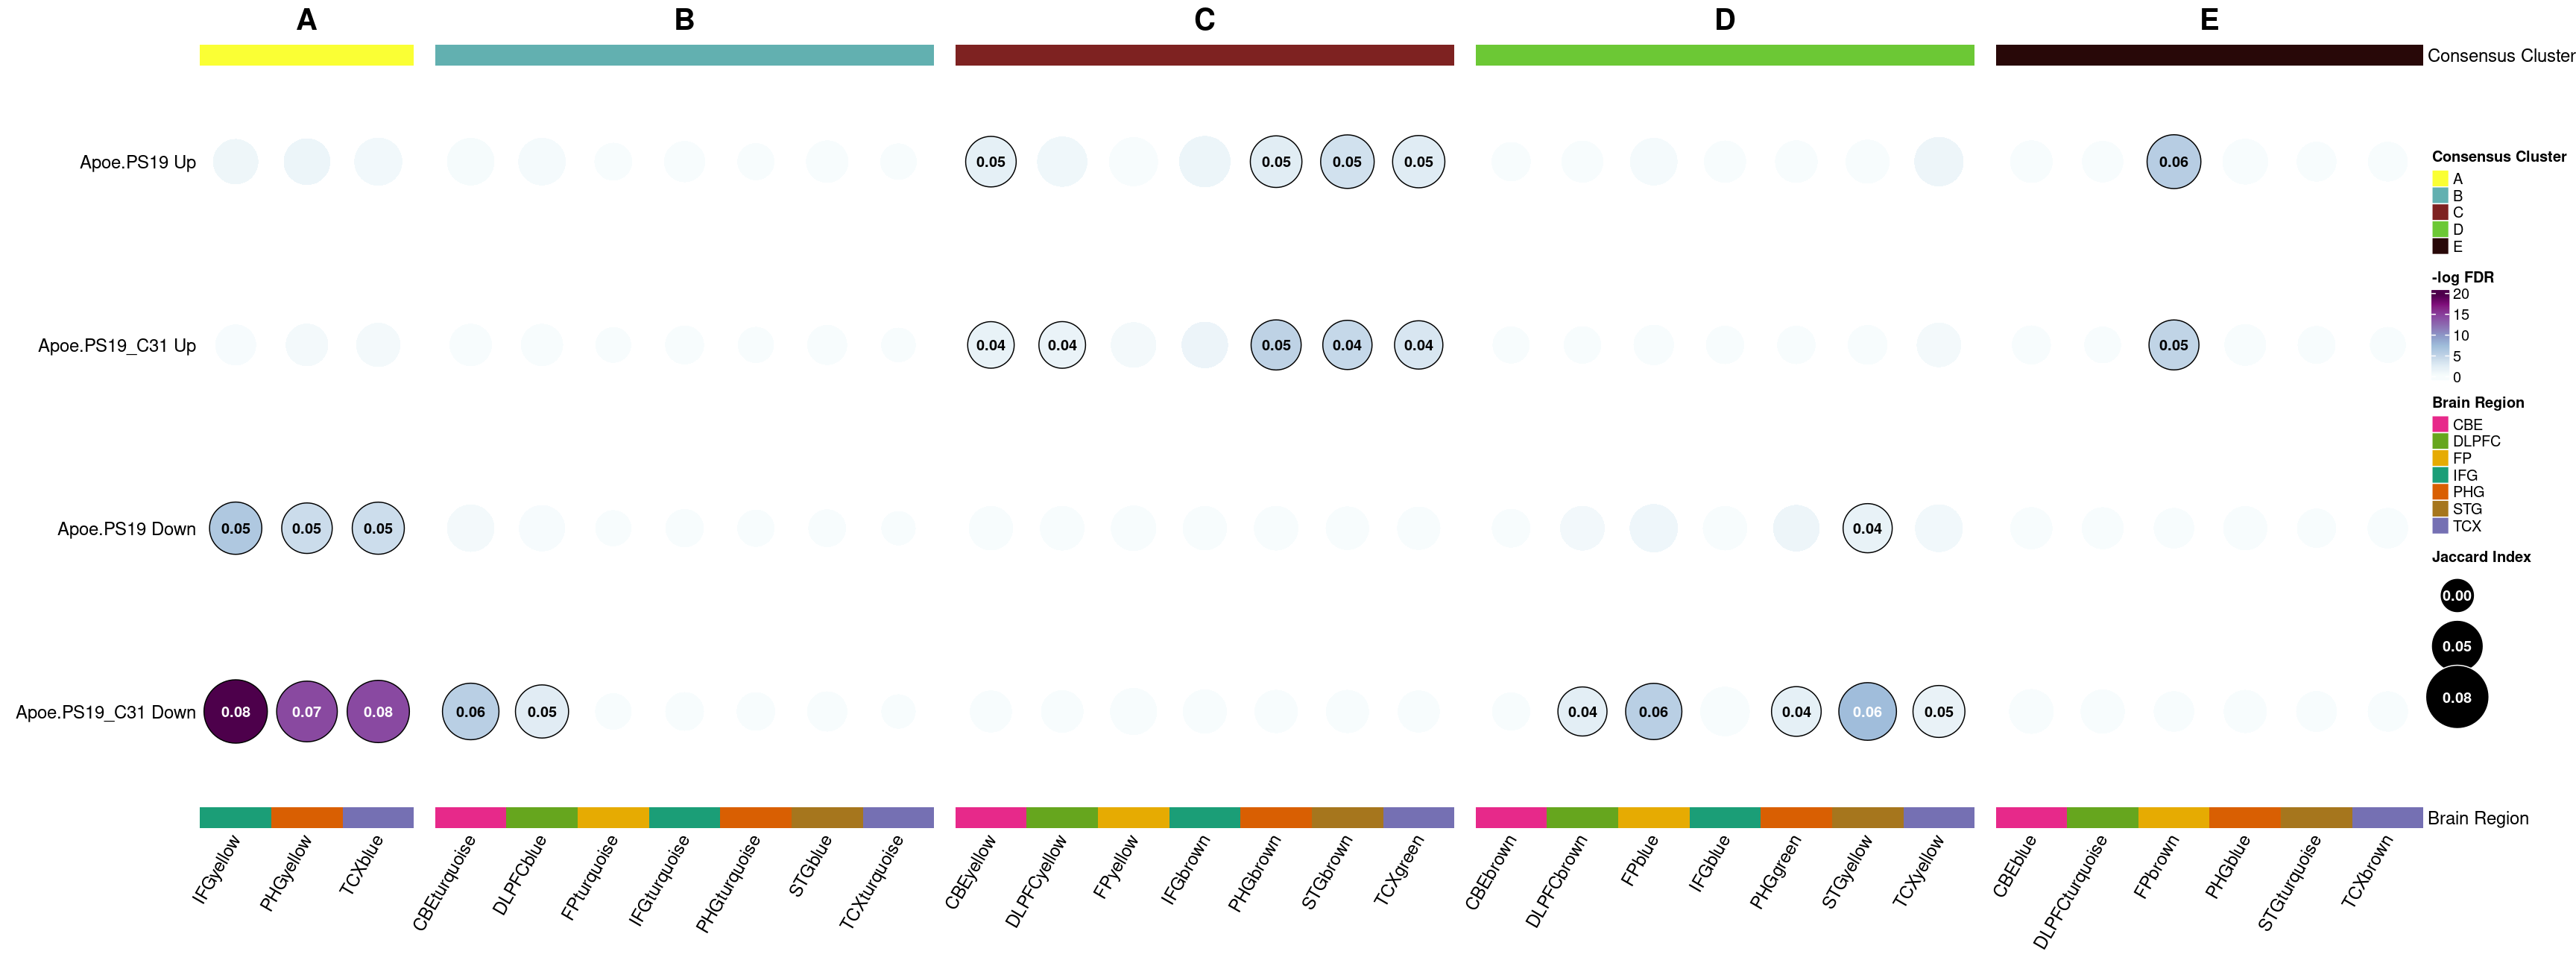 A B C D E
Consensus Cluster
Apoe.PS19 Up 0.05 0.05 0.05 0.05 0.06
Apoe.PS19_C31 Up 0.04 0.04 0.05 0.04 0.04 0.05
Apoe.PS19 Down 0.05 0.05 0.05 0.04
Apoe.PS19_C31 Down 0.08 0.07 0.08 0.06 0.05 0.04 0.06 0.04 0.06 0.05
Brain Region
IFGyellow PHGyellow TCXblue CBEturquoise DLPFCblue FPturquoise IFGturquoise PHGturquoise STGblue TCXturquoise CBEyellow DLPFCyellow FPyellow IFGbrown PHGbrown STGbrown TCXgreen CBEbrown DLPFCbrown FPblue IFGblue PHGgreen STGyellow TCXyellow CBEblue DLPFCturquoise FPbrown PHGblue STGturquoise TCXbrown
Consensus Cluster
A
B
C
D
E
-log FDR
20
15
10
5
0
Brain Region
CBE
DLPFC
FP
IFG
PHG
STG
TCX
Jaccard Index
0.00
0.05
0.08